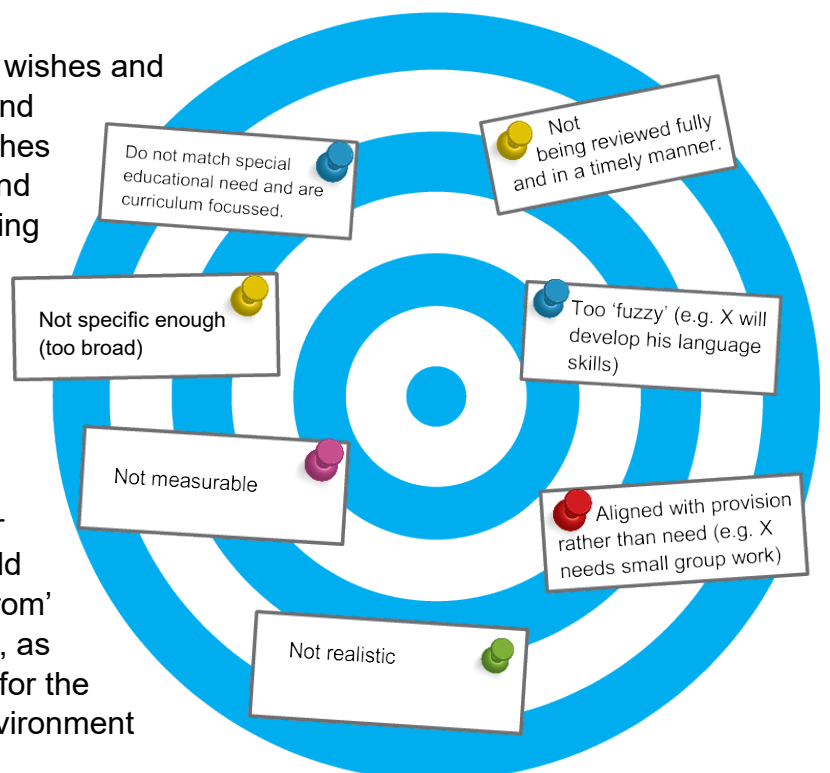 wishes and
nd
hes
nd
ing
Do not match special
educational need and are
curriculum focussed.
Not
being reviewed fully
and in a timely manner.
Not specific enough
(too broad)
Too ‘fuzzy’ (e.g. X will
develop his language
skills)
Not measurable
Aligned with provision
rather than need (e.g. X
needs small group work)
Not realistic
r
ld
rom’
, as
for the
vironment